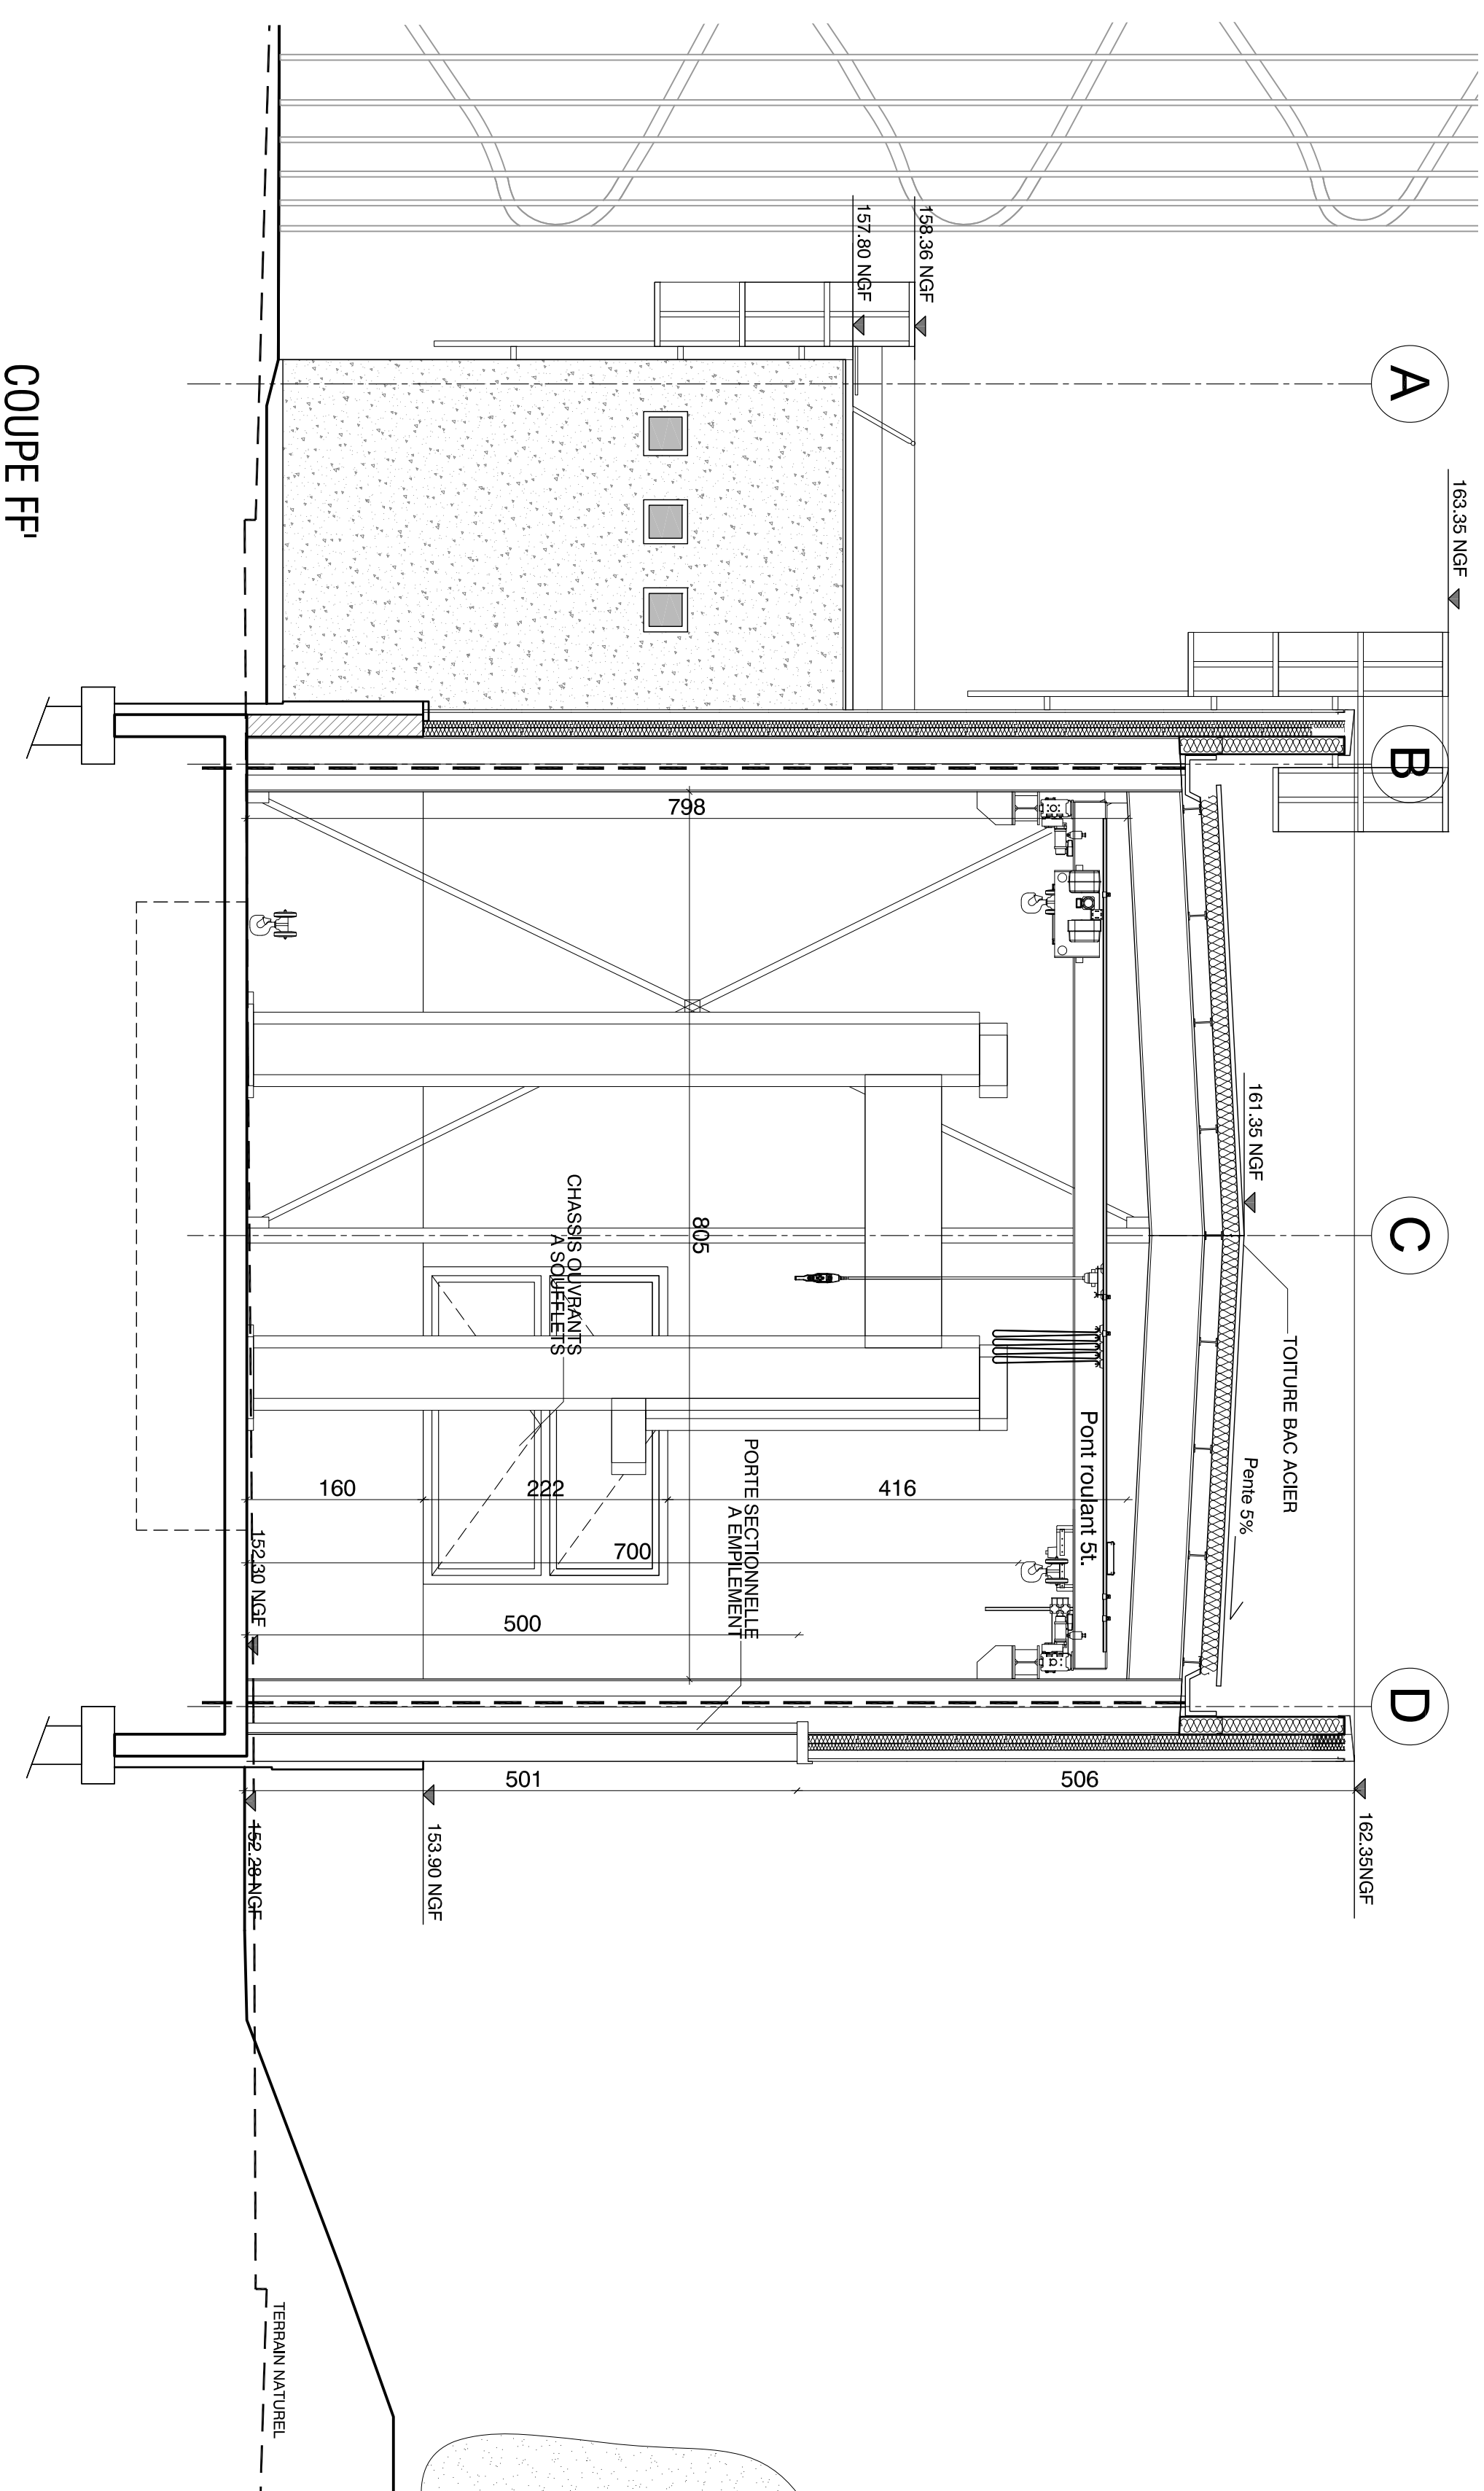 A
B
C
D
163.35 NGF
158.36 NGF
157.80 NGF
161.35 NGF
TOITURE BAC ACIER
Pente 5%
162.35NGF
Pont roulant 5t.
798
805
CHASSIS OUVRANTS
A SOUFFLETS
PORTE SECTIONNELLE
A EMPILEMENT
160
222
416
700
500
501
506
152.30 NGF
153.90 NGF
152.28 NGF
TERRAIN NATUREL
COUPE FF'